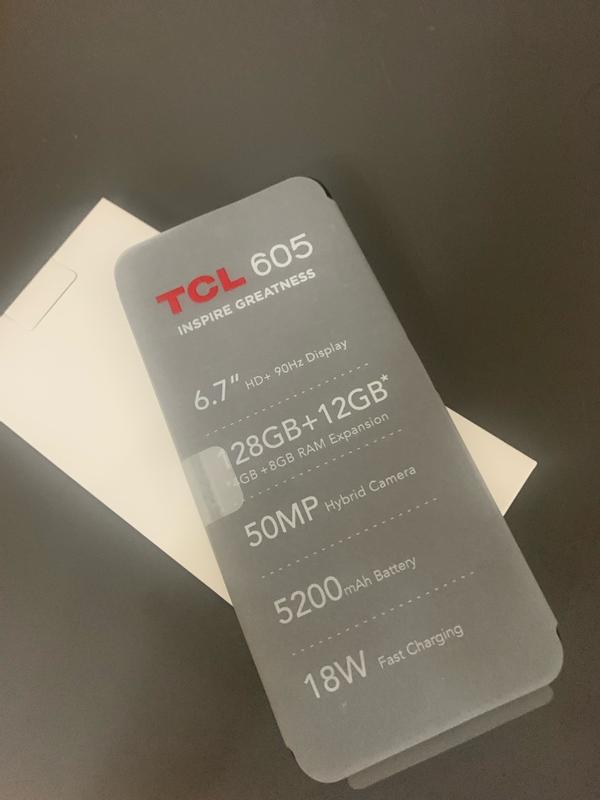 TCL 605
INSPIRE GREATNESS
6.7" HD+ 90Hz Display
128GB+12GB*
*4GB +8GB RAM Expansion
50MP Hybrid Camera
5200mAh Battery
18W Fast Charging